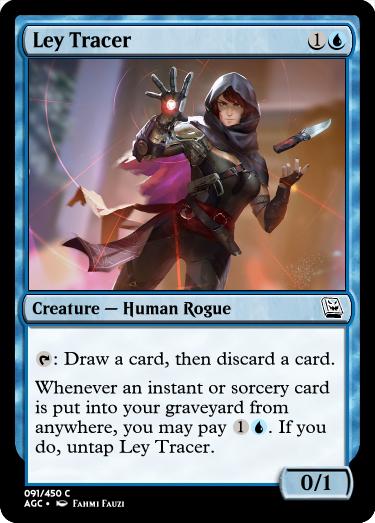 Ley Tracer 1
: Draw a card, then discard a card.
Whenever an instant or sorcery card
is put into your graveyard from
anywhere, you may pay 1 . If you
do, untap Ley Tracer.
Creature — Human Rogue
0/1
091/450 C
AGC • Fahmi Fauzi